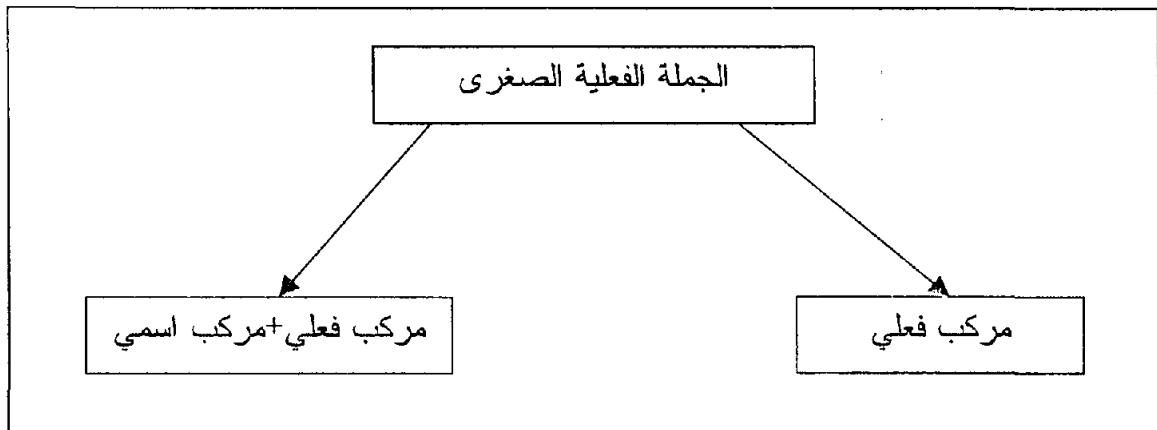 الجملة الفعلية الصغرى
مركب فعلي
مركب فعلي+مركب اسمي